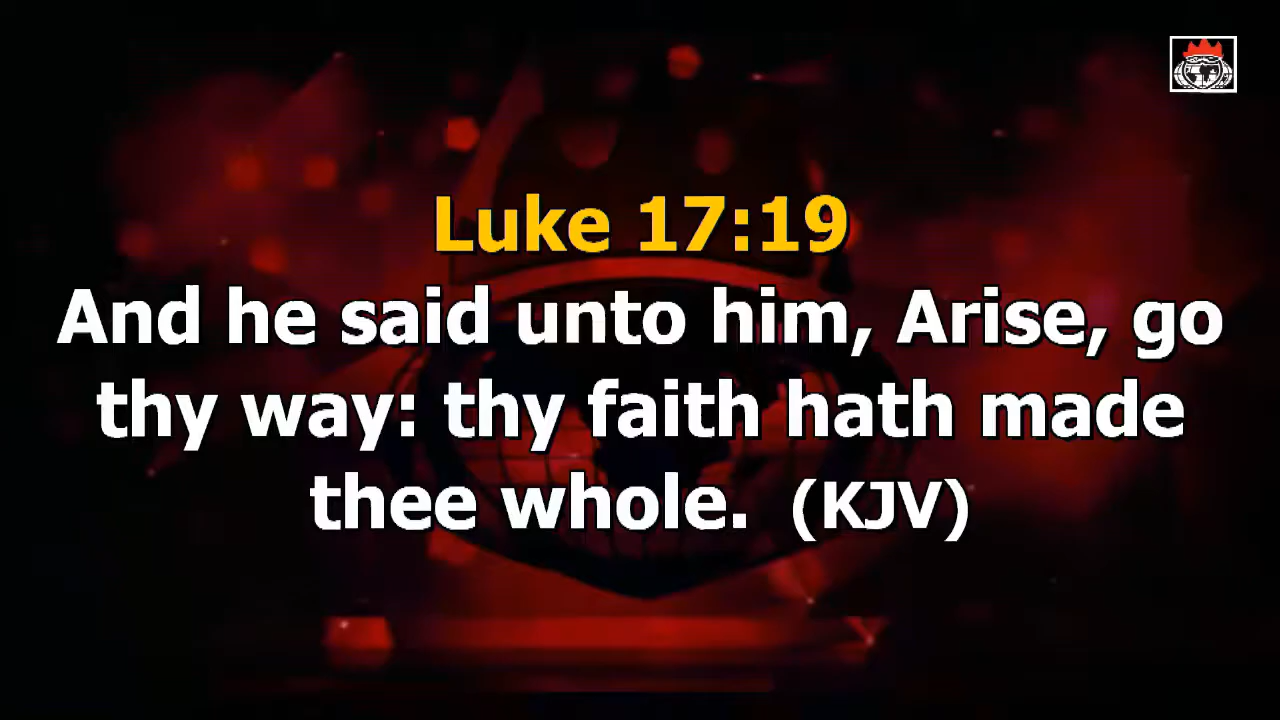 Luke 17:19
And he said unto him, Arise, go
thy way: thy faith hath made
thee whole. (KJV)